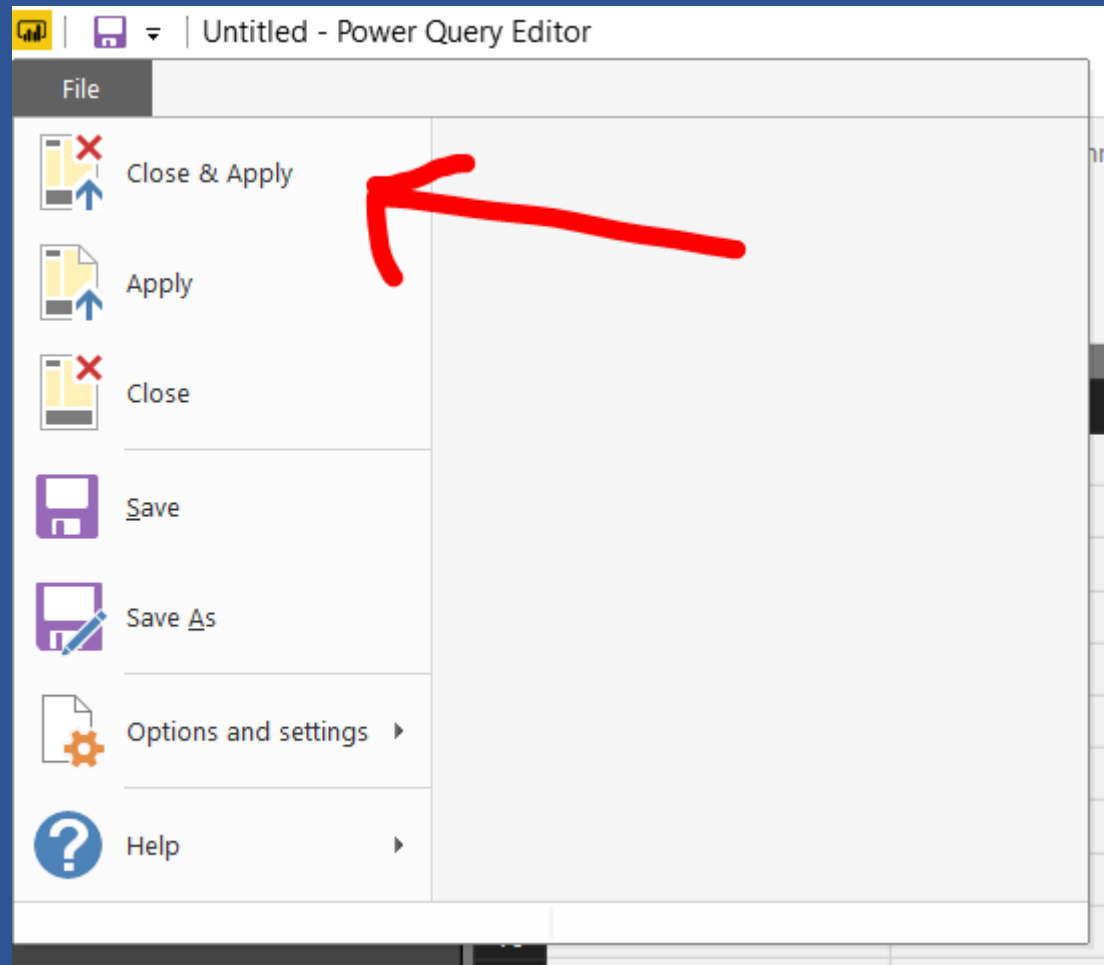 Untitled - Power Query Editor
File
Close & Apply
Apply
Close
Save
Save As
Options and settings
Help